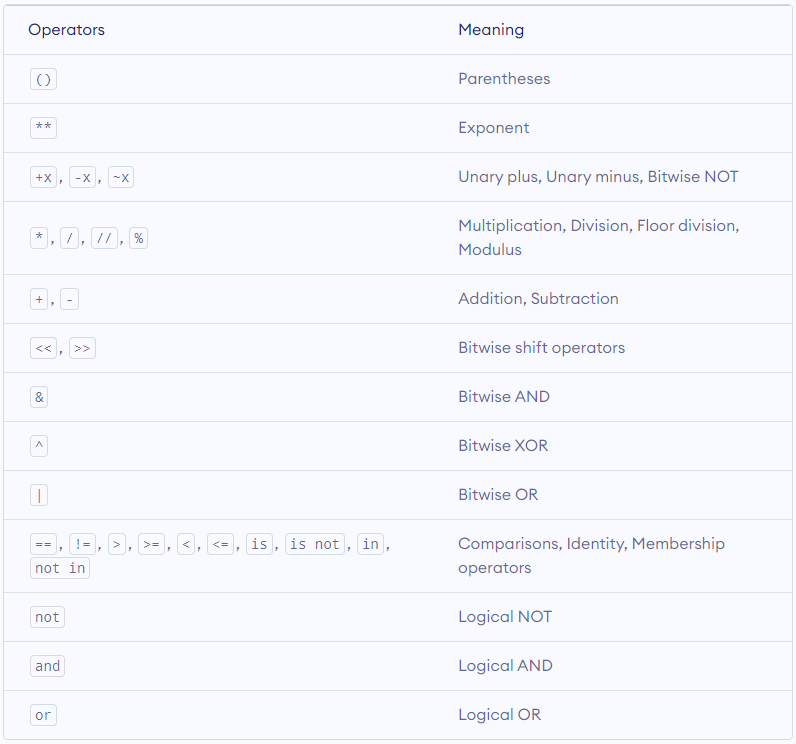 Operators Meaning
() Parentheses
** Exponent
+x, -x, ~x Unary plus, Unary minus, Bitwise NOT
*, /, //, % Multiplication, Division, Floor division,
Modulus
+, - Addition, Subtraction
<<, >> Bitwise shift operators
& Bitwise AND
^ Bitwise XOR
| Bitwise OR
==, !=, >, >=, <, <=, is, is not, in, Comparisons, Identity, Membership
not in operators
not Logical NOT
and Logical AND
or Logical OR